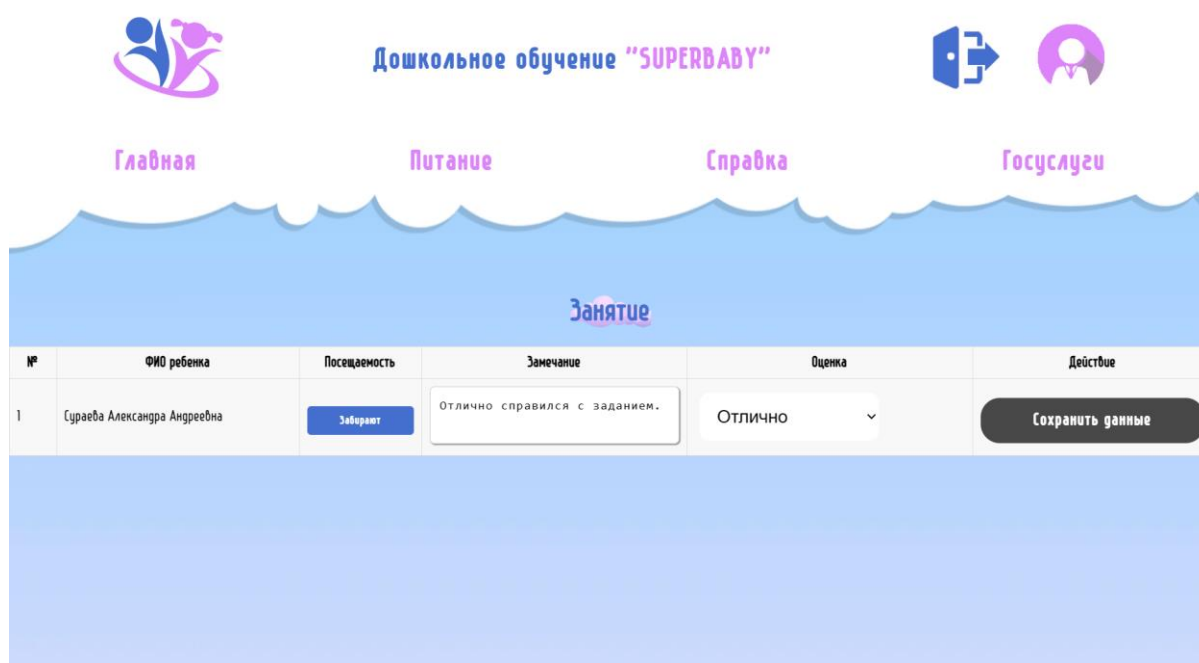 Дошкольное обучение "SUPERBABY"
Главная Питание Справка Госуслуги
Занятие
№ ФИО ребенка Посещаемость Замечание Оценка Действие
1 Сураева Александра Андреевна Забирают Отлично справился с заданием. Отлично Сохранить данные